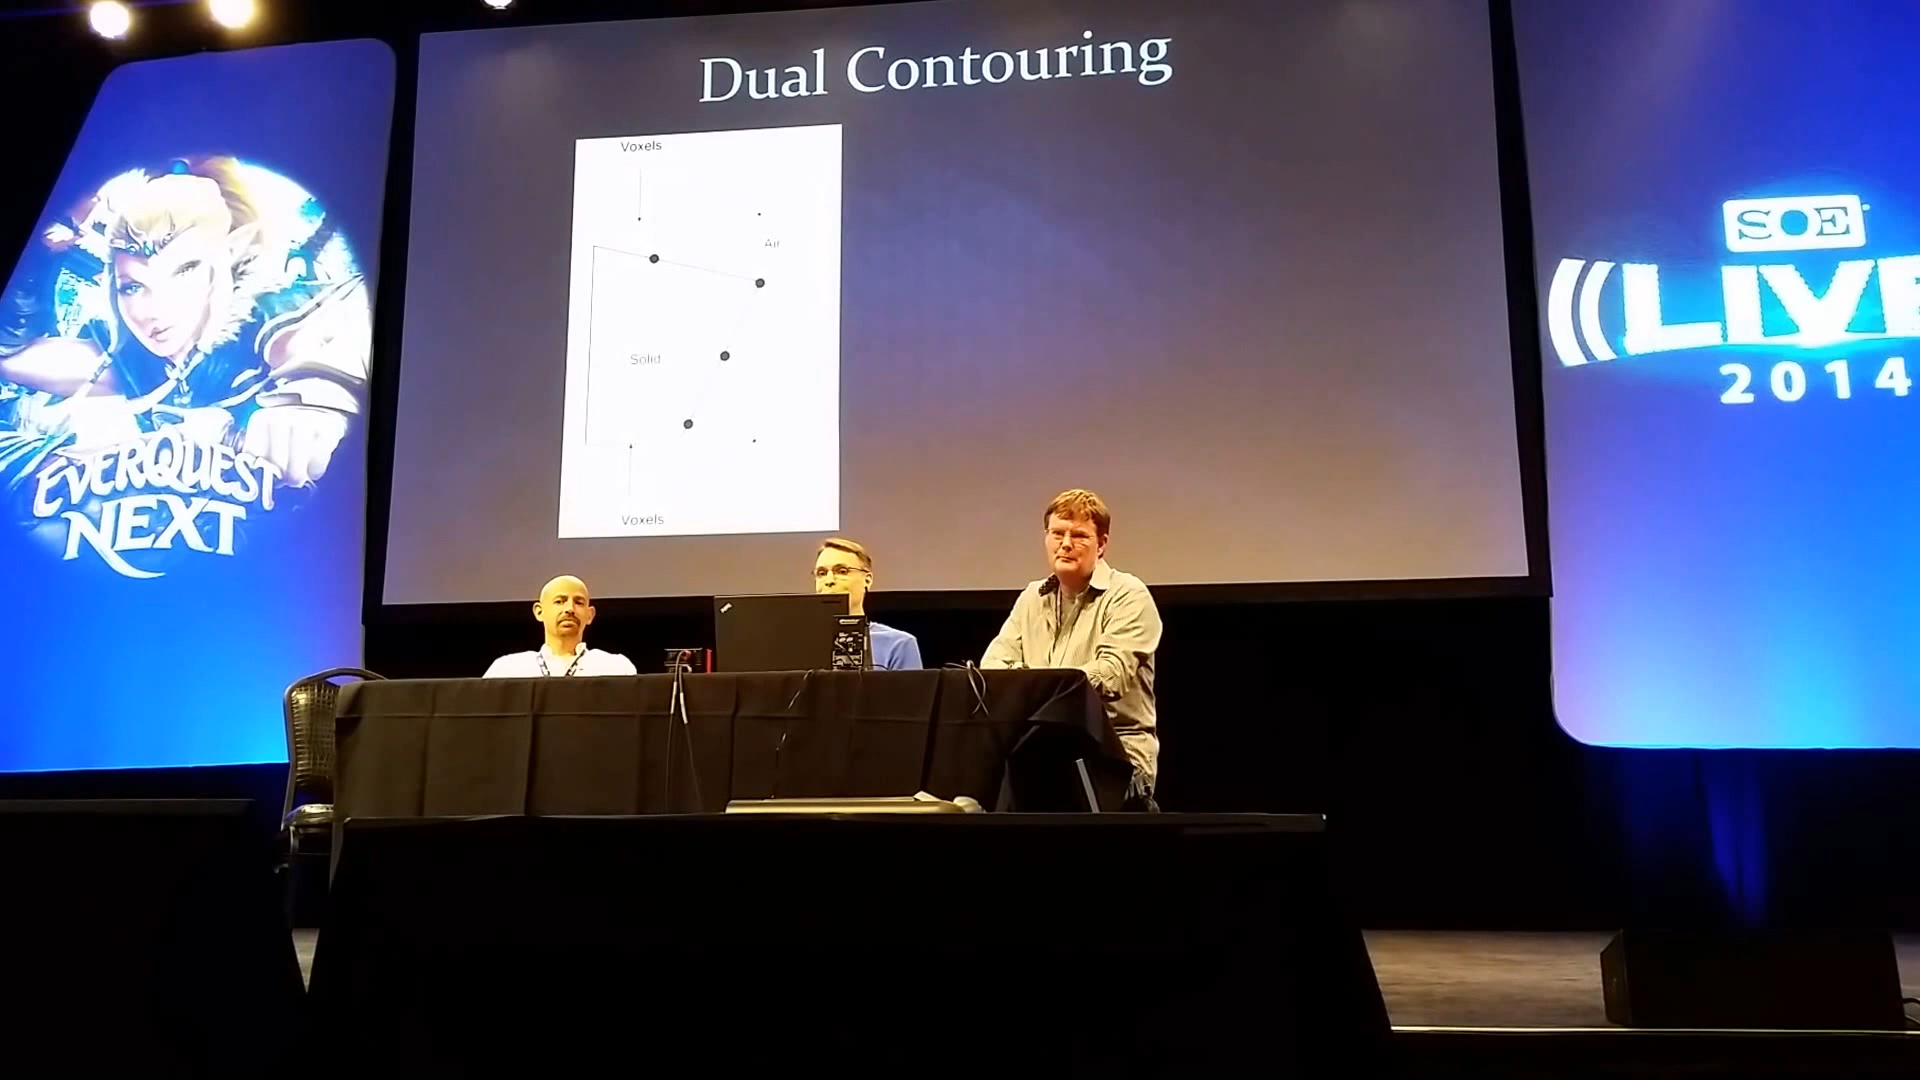 Dual Contouring
Voxels
Air
Solid
Voxels
EVERQUEST
NEXT
SOE
LIVE
2014